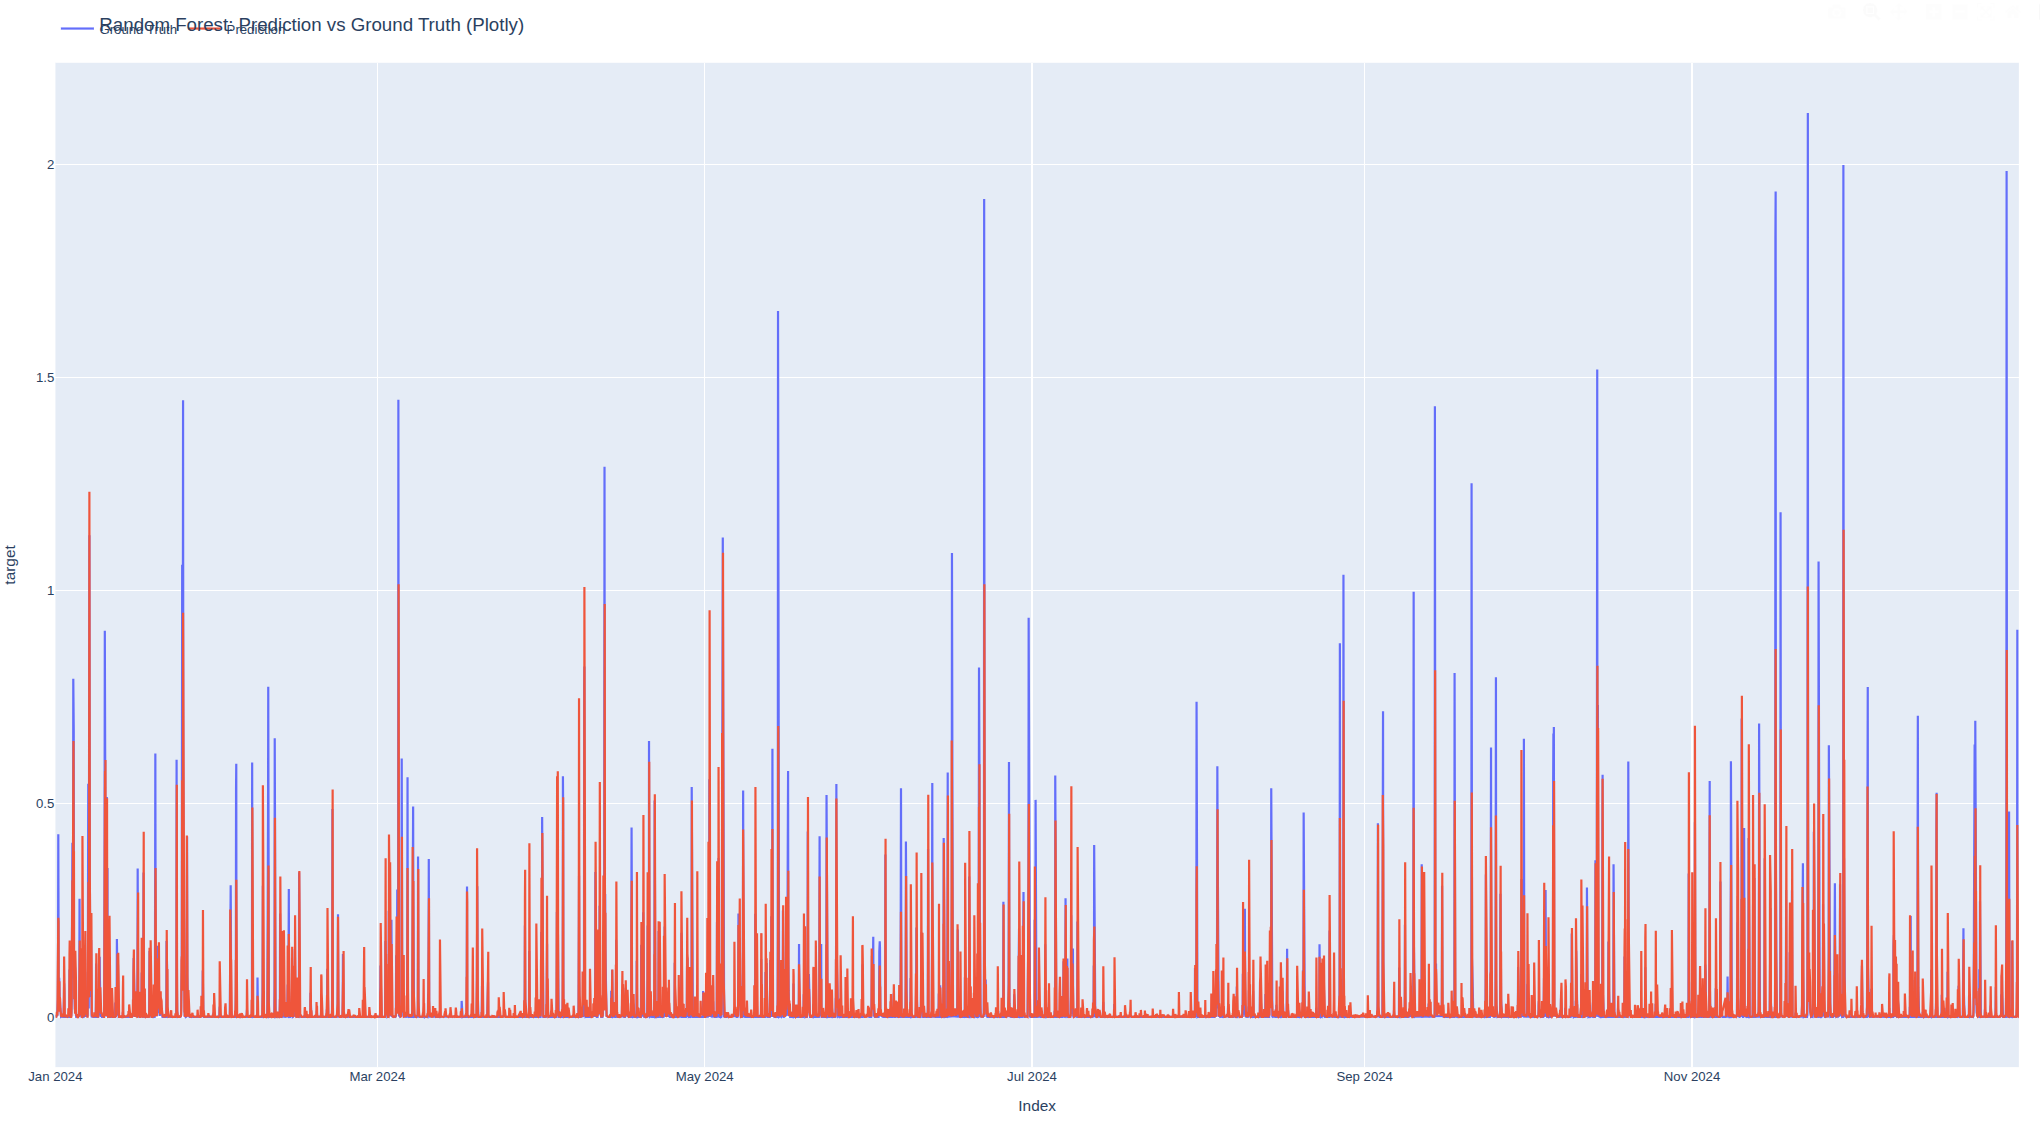 Random Forest: Prediction vs Ground Truth (Plotly)
Ground Truth Prediction
2
1.5
1
0.5
0
target
Jan 2024 Mar 2024 May 2024 Jul 2024 Sep 2024 Nov 2024
Index